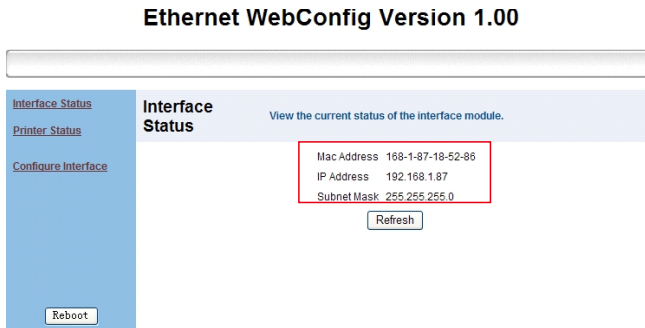 Ethernet WebConfig Version 1.00
Interface Status
Printer Status
Configure Interface
Reboot
Interface
Status
View the current status of the interface module.
Mac Address 168-1-87-18-52-86
IP Address 192.168.1.87
Subnet Mask 255.255.255.0
Refresh